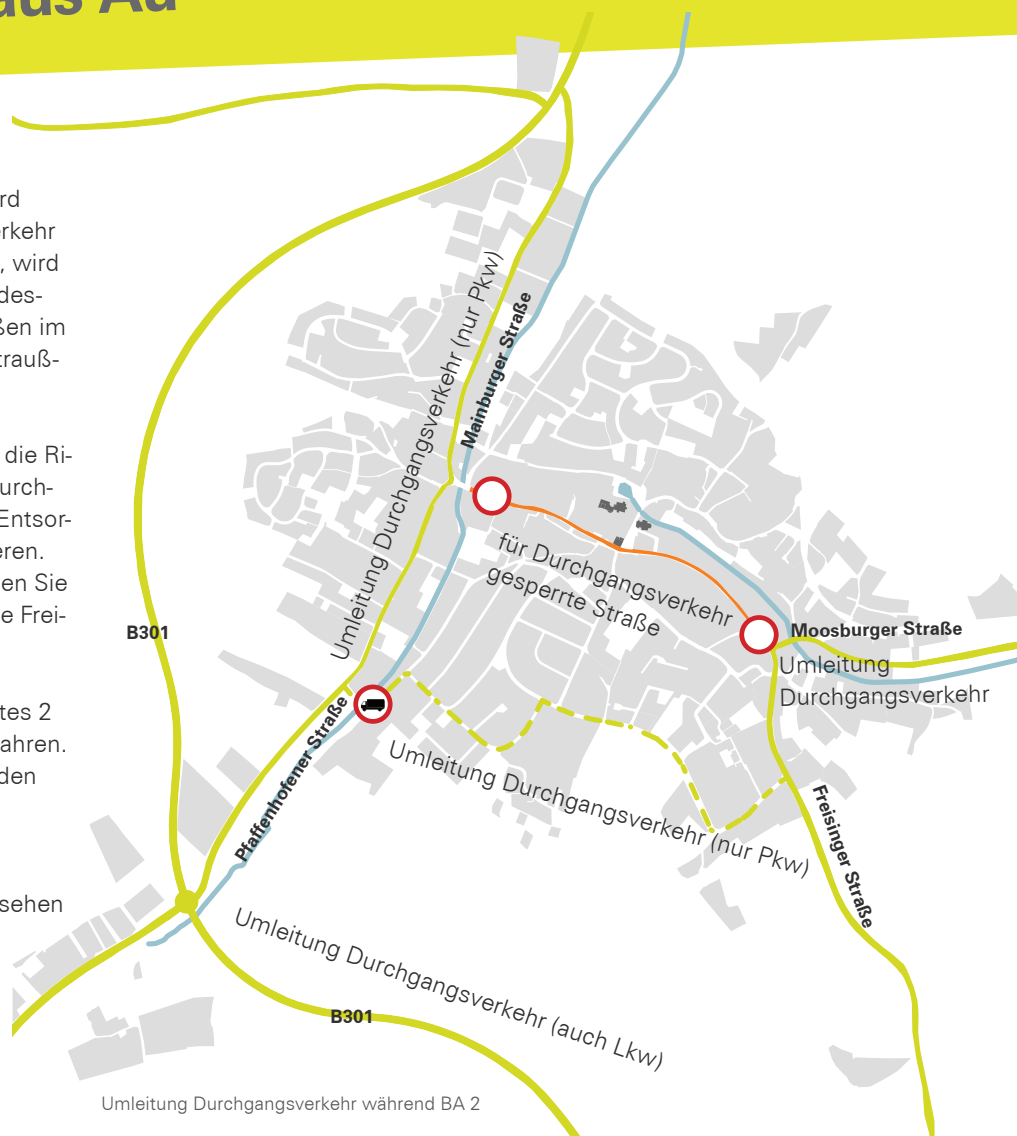 aus Au
rd
erkehr
, wird
des-
ßen im
trauß-
die Ri-
urch-
Entsor-
eren.
en Sie
e Frei-
tes 2
ahren.
den
sehen
Umleitung Durchgangsverkehr (nur Pkw)
Mainburger Straße
für Durchgangsverkehr
gesperrte Straße
B301
Moosburger Straße
Umleitung
Durchgangsverkehr
Pfaffenhofener Straße
Umleitung Durchgangsverkehr (nur Pkw)
Freisinger Straße
Umleitung Durchgangsverkehr (auch Lkw)
B301
Umleitung Durchgangsverkehr während BA 2